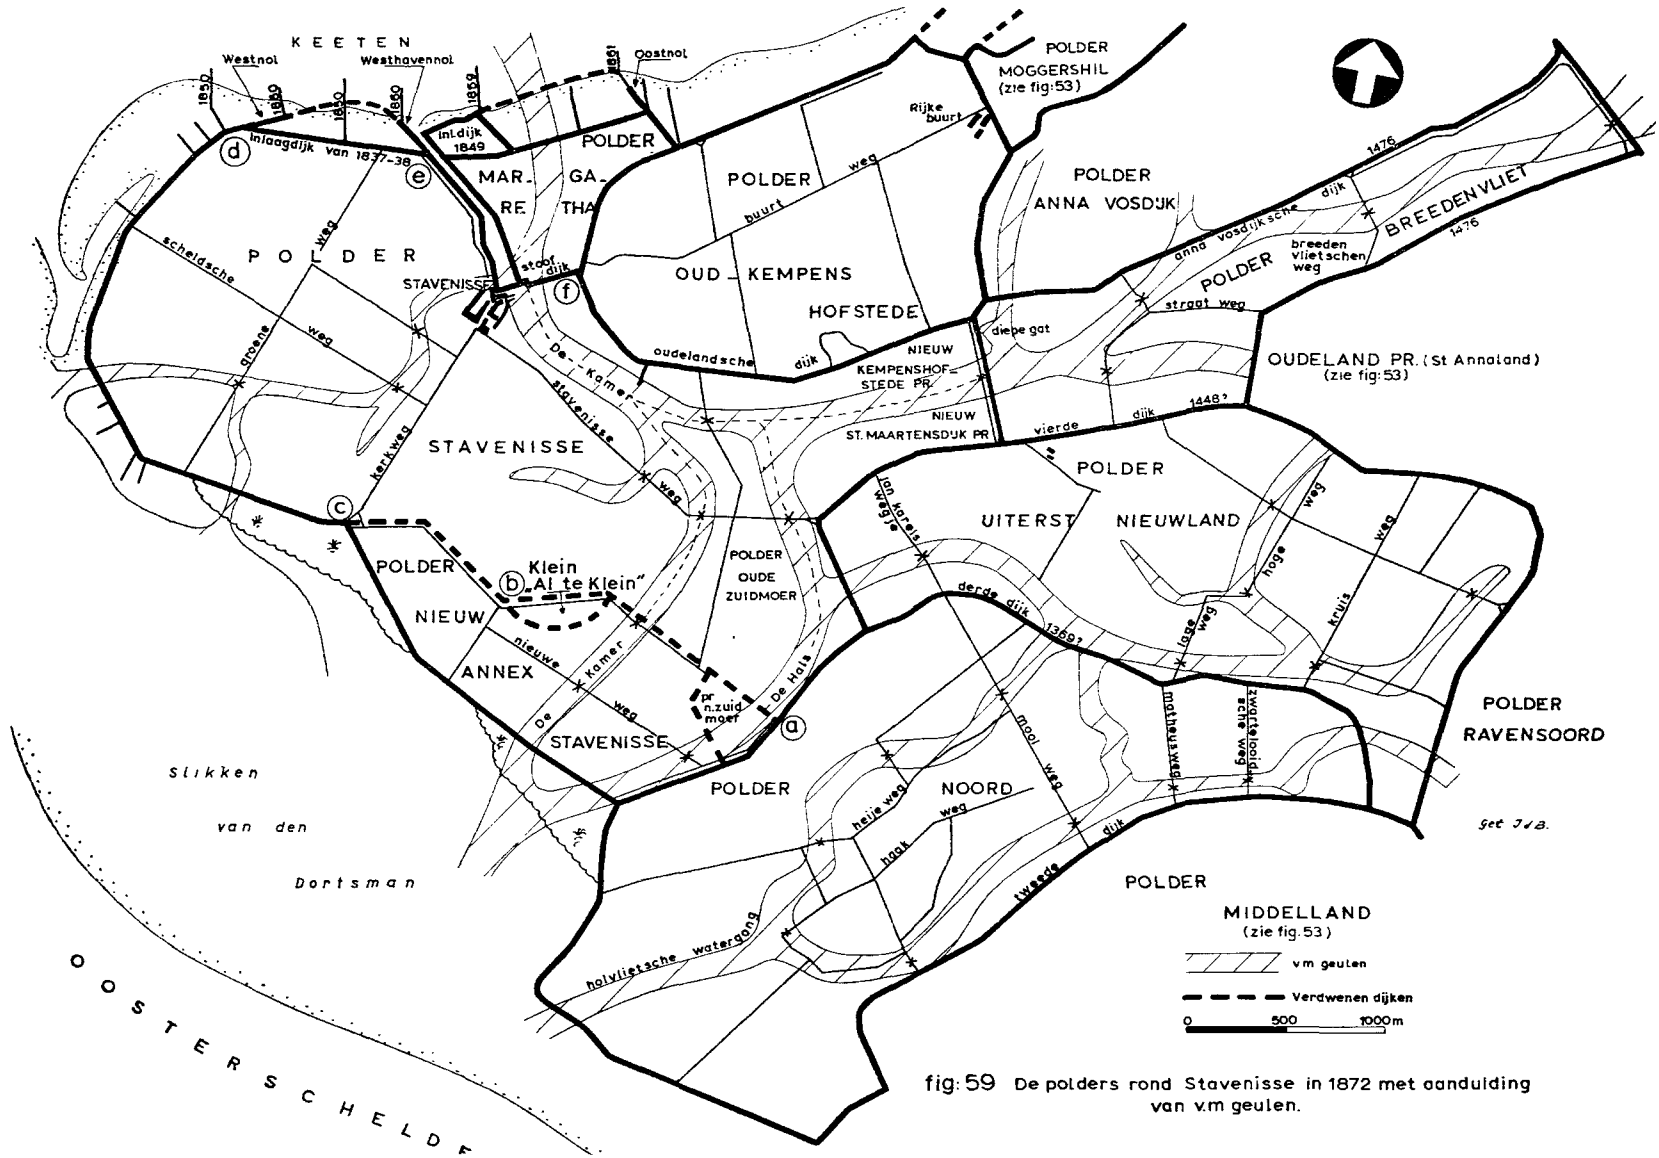 KEETEN
Westnol
Westhavennol
Oostnol
1850
1860
1850
1860
1859
1861
POLDER
MOGGERSHIL
(zie fig:53)
Rijke
buurt
inl.dijk
1849
Inlaagdijk van 1837-38
d
e
POLDER
MAR-
GA-
RE
THA
POLDER
buurt weg
POLDER
ANNA VOSDIJK
1476
anna vosdijksche dijk
BREEDENVLIET
1476
POLDER
breeden
vlietschen
weg
straat weg
scheldsche weg
weg
groene
POLDER
STAVENISSE
stoof
dijk
f
OUD-KEMPENS
HOFSTEDE
oudelandsche dijk
diepe gat
NIEUW
KEMPENSHOF-
STEDE PR.
NIEUW
ST. MAARTENSDIJK PR
OUDELAND PR. (St Annaland)
(zie fig:53)
vierde dijk 1448?
De-Kamer
stavenisse weg
STAVENISSE
kerkweg
c
POLDER
NIEUW
ANNEX
STAVENISSE
nieuwe weg
b
Klein
„Al te Klein”
De Kamer
POLDER
OUDE
ZUIDMOER
De Hals
pr
n.zuid
moer
a
jan karels
wegje
POLDER
UITERST NIEUWLAND
hoge weg
lage
weg
kruis weg
derde dijk 1369?
matheusweg
zwartelooid
sche weg
mool weg
POLDER
RAVENSOORD
POLDER
NOORD
heije weg
haak weg
tweede dijk
holvlietsche watergang
Slikken
van den
Dortsman
OOSTERSCHELDE
Get J d B.
POLDER
MIDDELLAND
(zie fig.53)
vm geulen
Verdwenen dijken
0 500 1000m
fig: 59 De polders rond Stavenisse in 1872 met aanduiding
van v.m geulen.